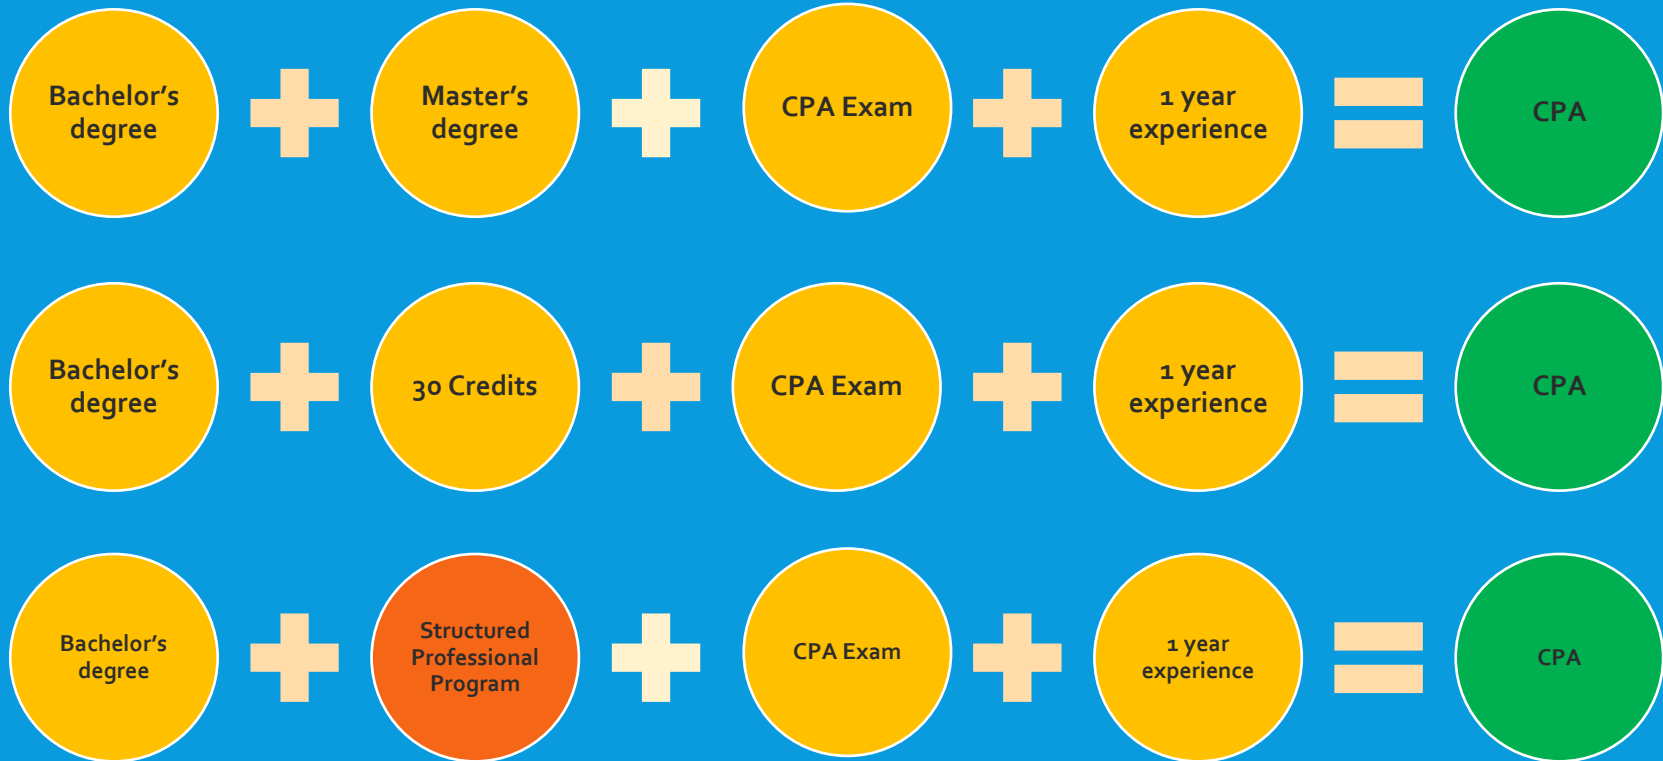 Bachelor's
degree
Master's
degree
CPA Exam
1 year
experience
CPA
Bachelor's
degree
30 Credits
CPA Exam
1 year
experience
CPA
Bachelor's
degree
Structured
Professional
Program
CPA Exam
1 year
experience
CPA